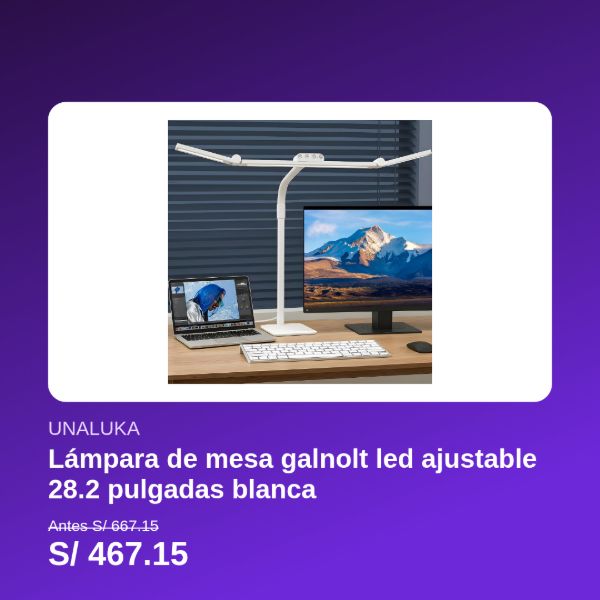 UNALUKA
Lámpara de mesa galnolt led ajustable
28.2 pulgadas blanca
Antes S/ 667.15
S/ 467.15